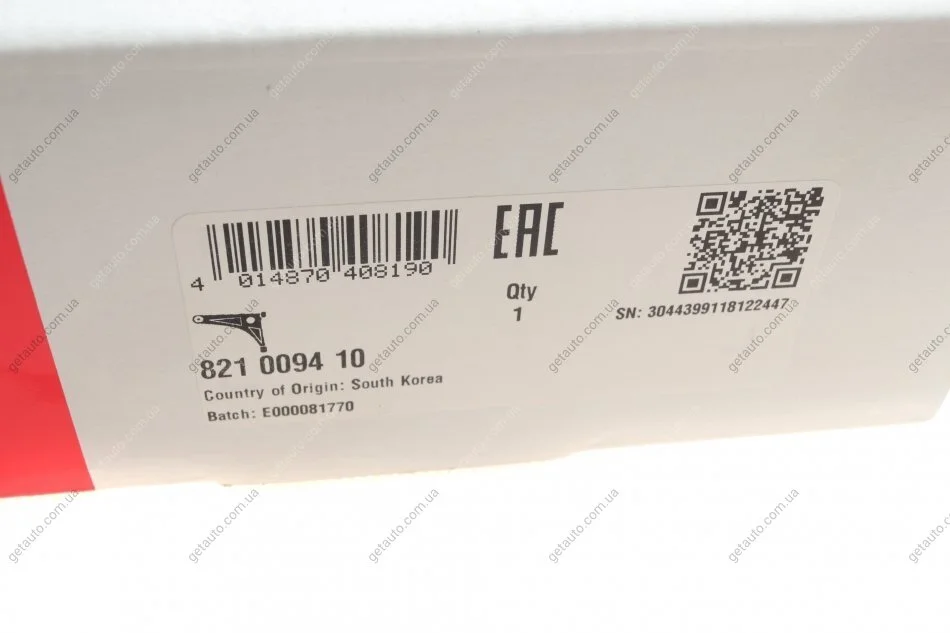 4 014870 408190
EAC
Qty
1
SN: 3044399118122447
821 0094 10
Country of Origin: South Korea
Batch: E000081770
getauto.com.ua